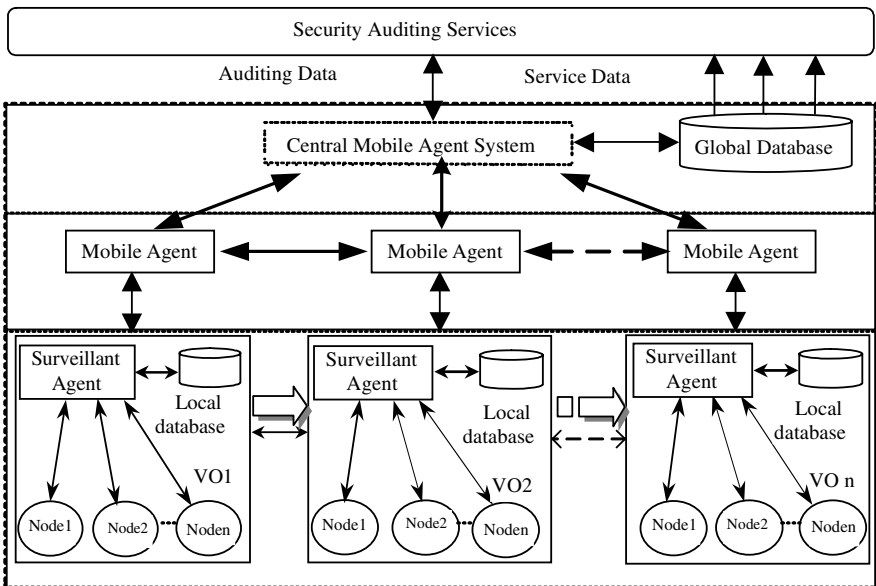 Security Auditing Services
Auditing Data
Service Data
Central Mobile Agent System
Global Database
Mobile Agent
Mobile Agent
Mobile Agent
Surveillant
Agent
Local
database
VO1
Node1
Node2
Noden
Surveillant
Agent
Local
database
VO2
Node1
Node2
Noden
Surveillant
Agent
Local
database
VO n
Node1
Node2
Noden